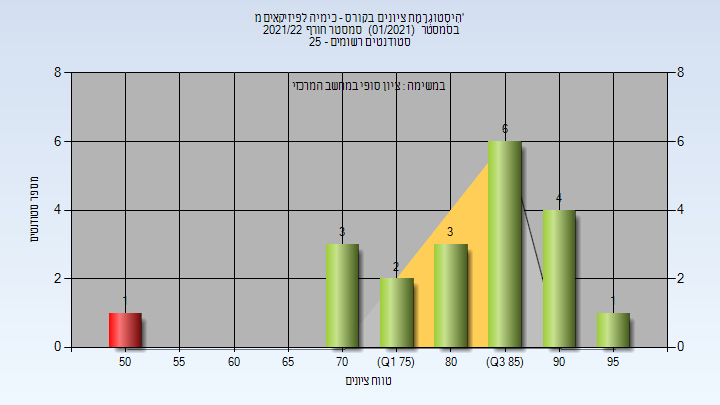 'היסטוגרמת ציונים בקורס - כימיה לפיזיקאים מ
בסמסטר (01/2021) סמסטר חורף 2021/22
סטודנטים רשומים - 25
במשימה : ציון סופי במחשב המרכזי
8 8
6 6
4 4
2 2
0 0
1 3 2 3 6 4 1
50 55 60 65 70 (Q1 75) 80 (Q3 85) 90 95
מספר סטודנטים
טווח ציונים